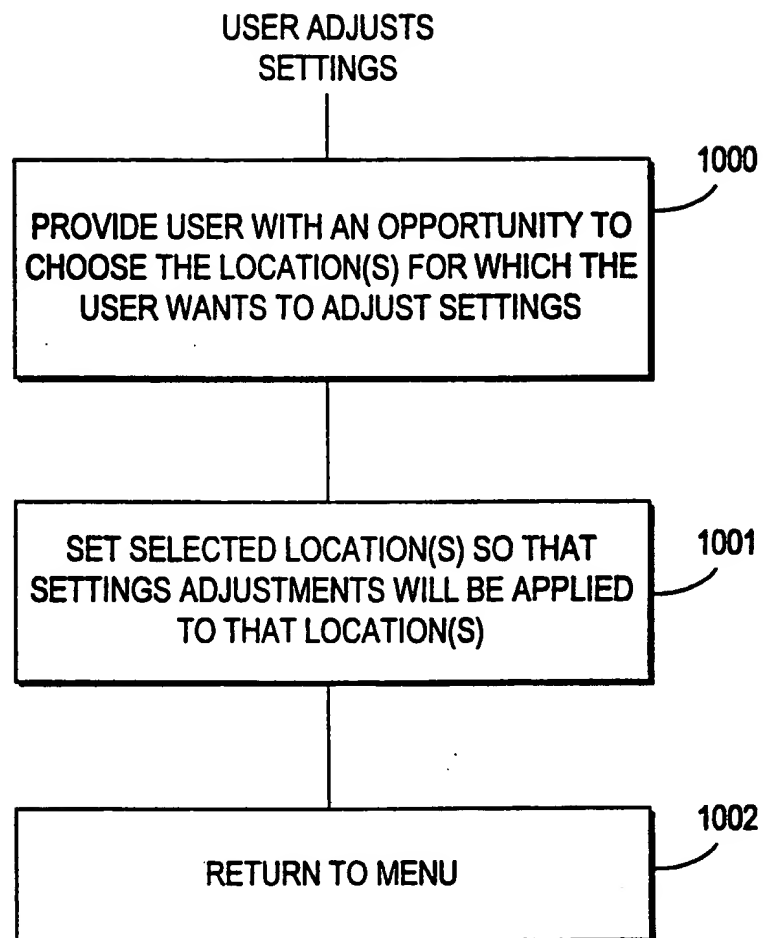 USER ADJUSTS
SETTINGS
1000
PROVIDE USER WITH AN OPPORTUNITY TO
CHOOSE THE LOCATION(S) FOR WHICH THE
USER WANTS TO ADJUST SETTINGS
1001
SET SELECTED LOCATION(S) SO THAT
SETTINGS ADJUSTMENTS WILL BE APPLIED
TO THAT LOCATION(S)
1002
RETURN TO MENU